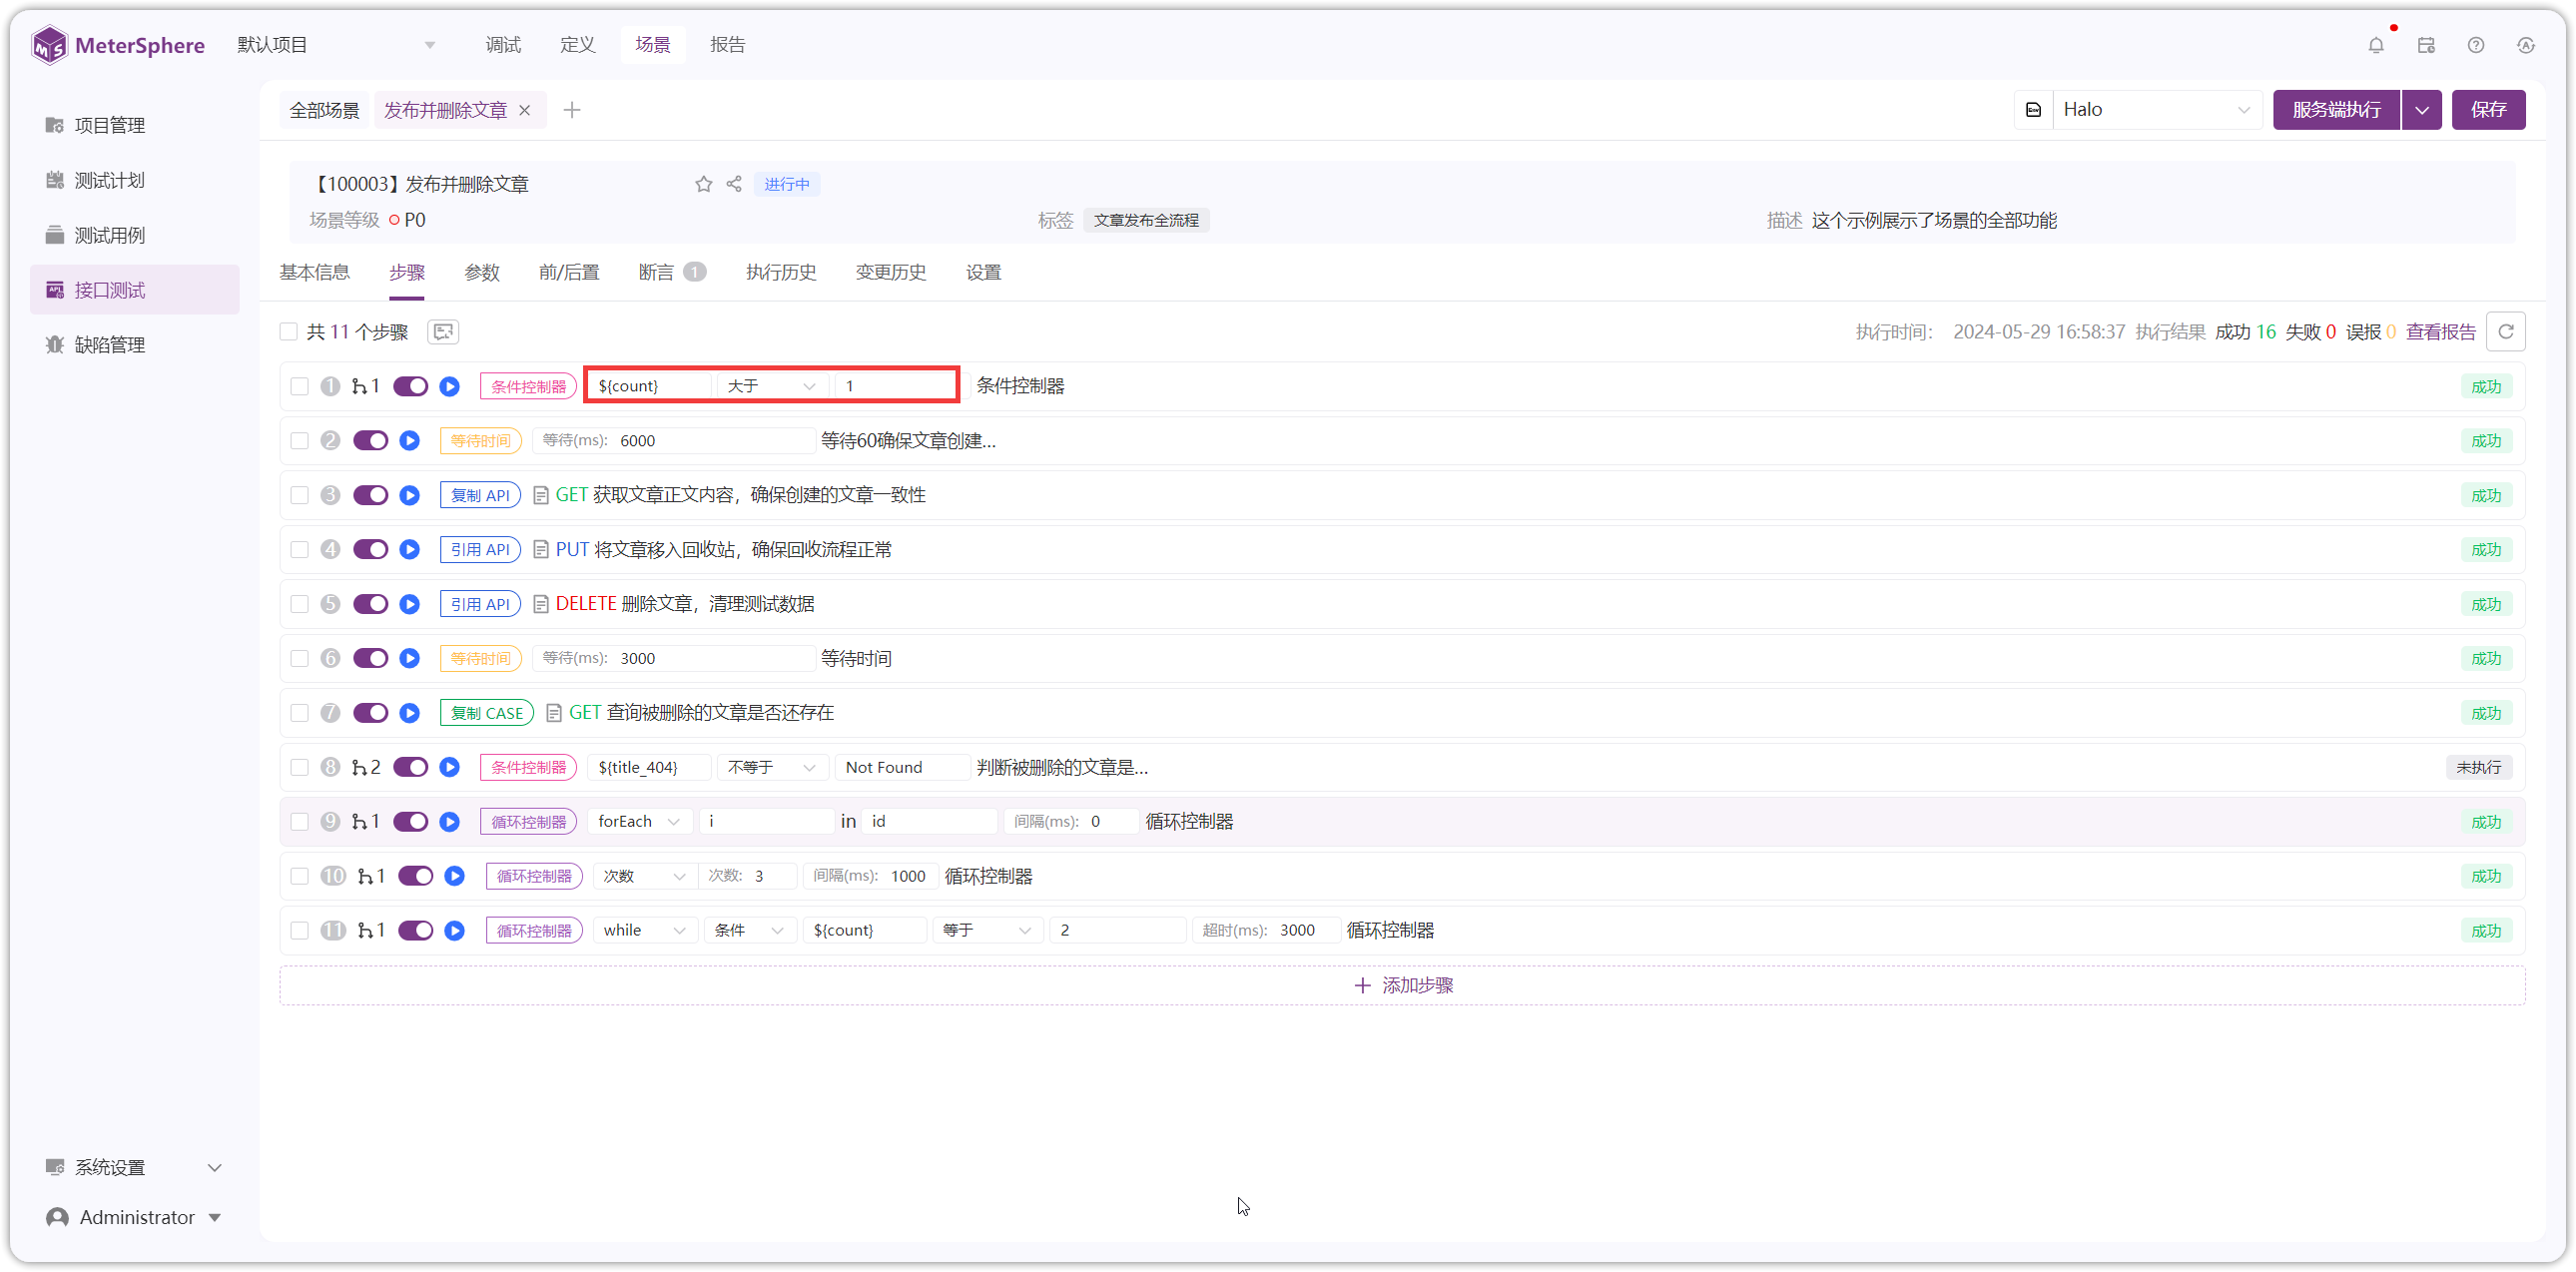 MeterSphere 默认项目 调试 定义 场景 报告
项目管理
测试计划
测试用例
接口测试
缺陷管理
系统设置
Administrator
全部场景 发布并删除文章 Halo 服务端执行 保存
【100003】发布并删除文章 进行中
场景等级 P0 标签 文章发布全流程 描述 这个示例展示了场景的全部功能
基本信息 步骤 参数 前/后置 断言 1 执行历史 变更历史 设置
共 11 个步骤 执行时间: 2024-05-29 16:58:37 执行结果 成功 16 失败 0 误报 0 查看报告
1 1 条件控制器 ${count} 大于 1 条件控制器 成功
2 等待时间 等待(ms): 6000 等待60确保文章创建... 成功
3 复制 API GET 获取文章正文内容，确保创建的文章一致性 成功
4 引用 API PUT 将文章移入回收站，确保回收流程正常 成功
5 引用 API DELETE 删除文章，清理测试数据 成功
6 等待时间 等待(ms): 3000 等待时间 成功
7 复制 CASE GET 查询被删除的文章是否还存在 成功
8 2 条件控制器 ${title_404} 不等于 Not Found 判断被删除的文章是... 未执行
9 1 循环控制器 forEach i in id 间隔(ms): 0 循环控制器 成功
10 1 循环控制器 次数 次数: 3 间隔(ms): 1000 循环控制器 成功
11 1 循环控制器 while 条件 ${count} 等于 2 超时(ms): 3000 循环控制器 成功
添加步骤